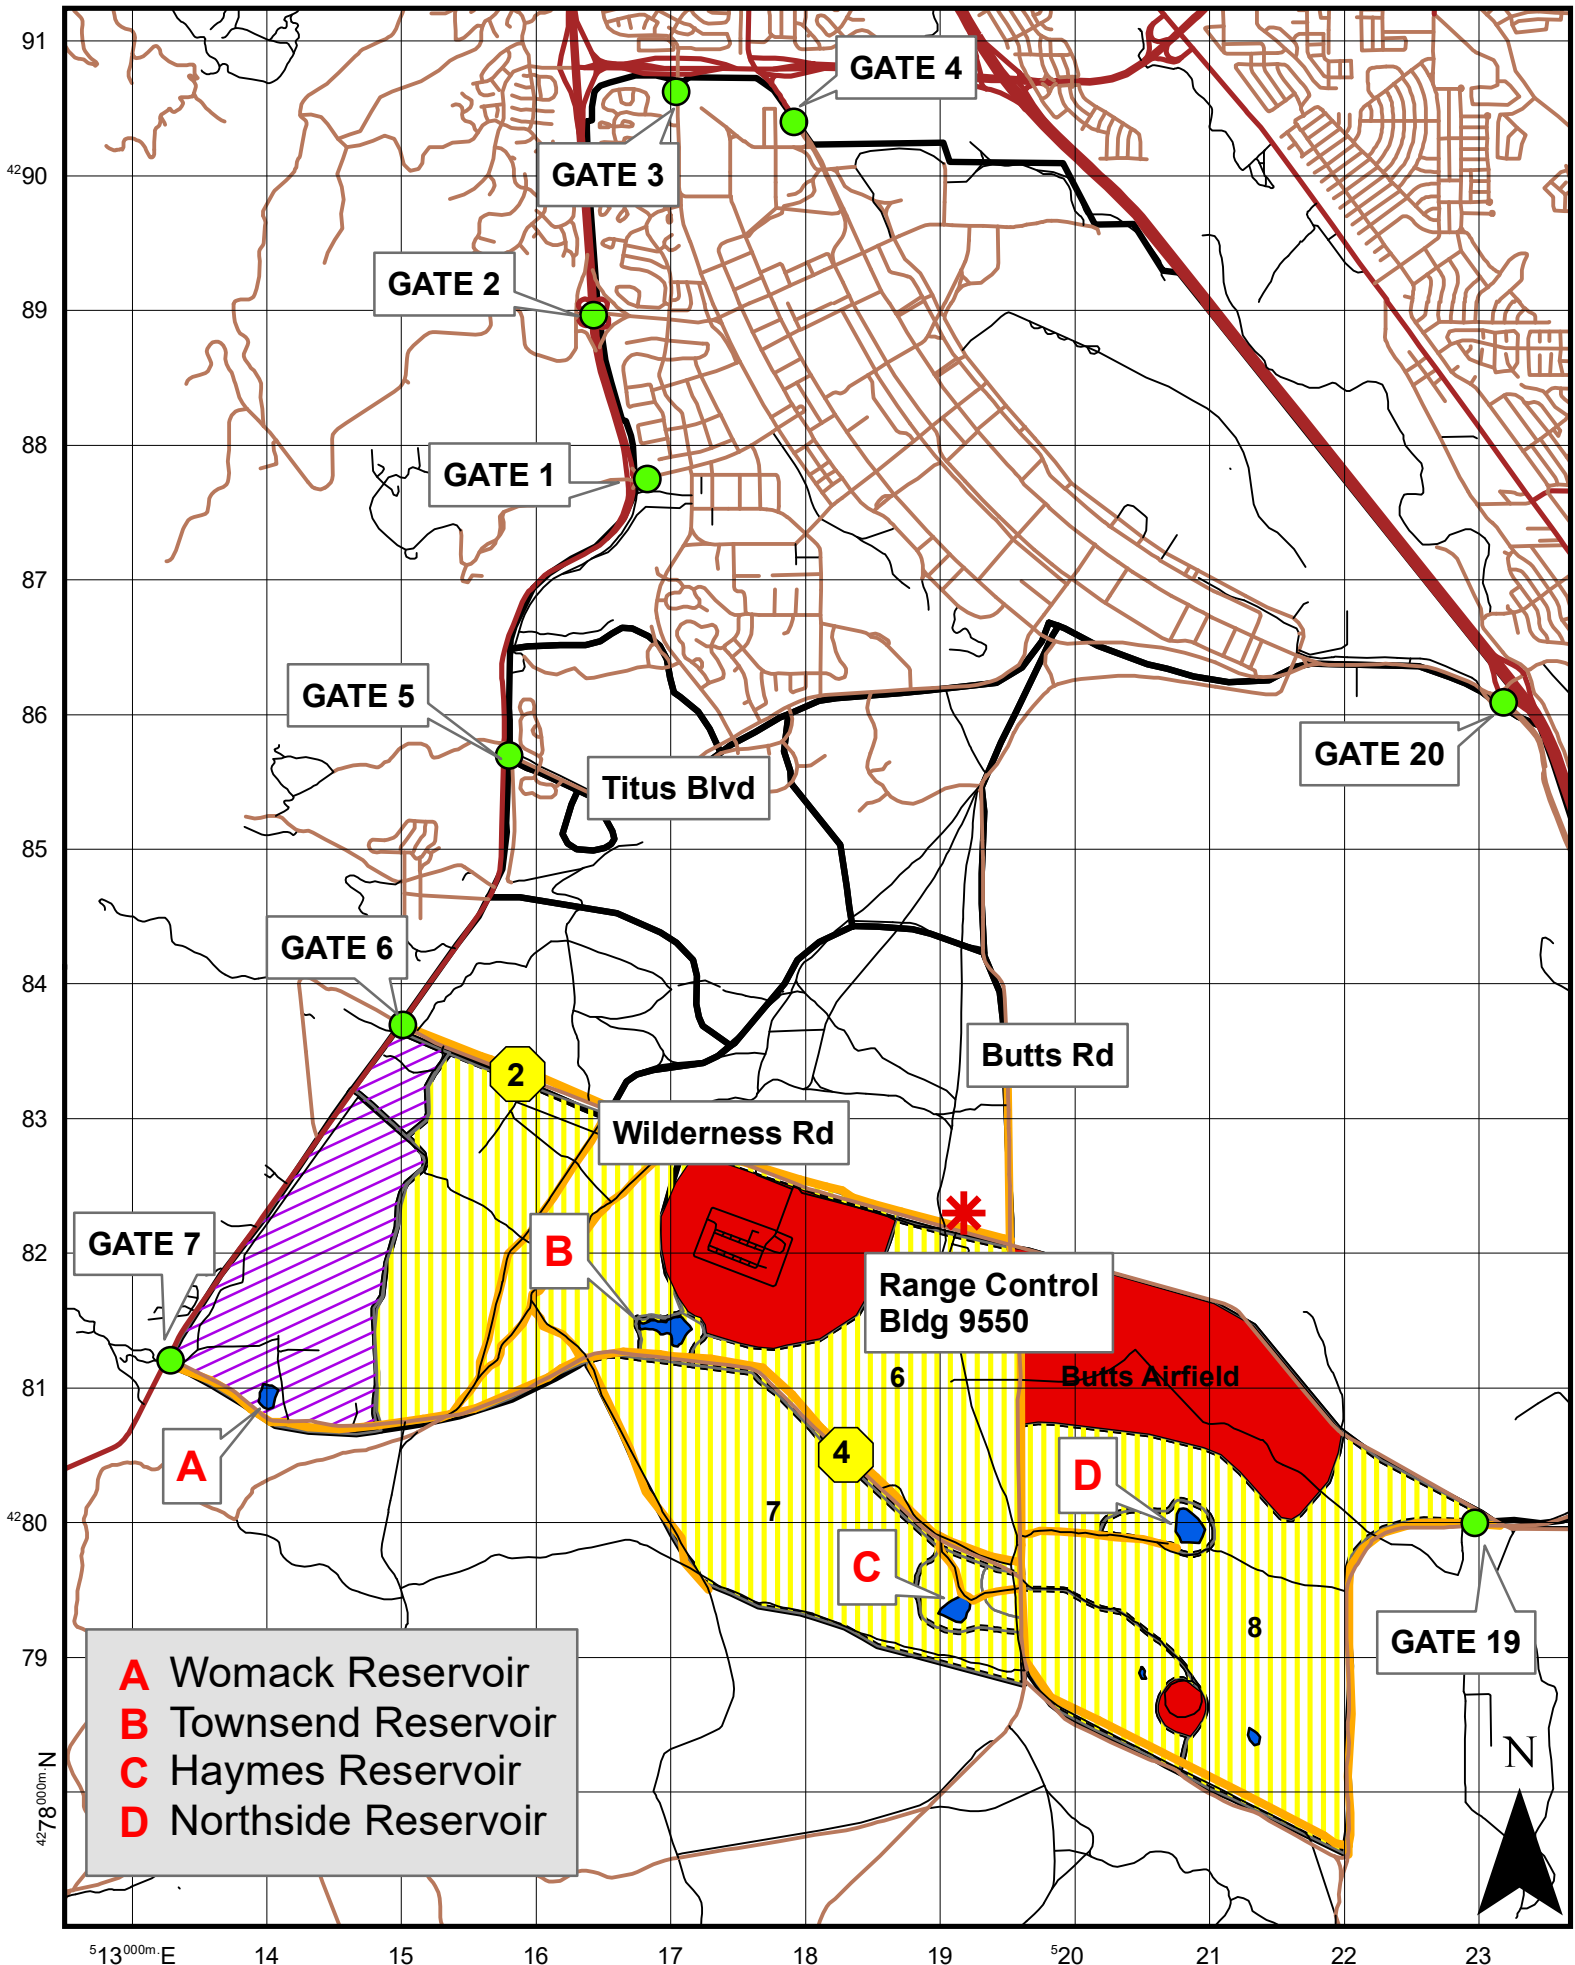 91
GATE 4
4290
GATE 3
GATE 2
89
88
GATE 1
87
GATE 5
86
GATE 20
Titus Blvd
85
GATE 6
84
Butts Rd
2
83
Wilderness Rd
GATE 7
82
B
Range Control
Bldg 9550
6
Butts Airfield
81
A
4
D
7
4280
C
8
GATE 19
79
A Womack Reservoir
B Townsend Reservoir
C Haymes Reservoir
D Northside Reservoir
4278000m. N
N
513000m. E
14
15
16
17
18
19
520
21
22
23